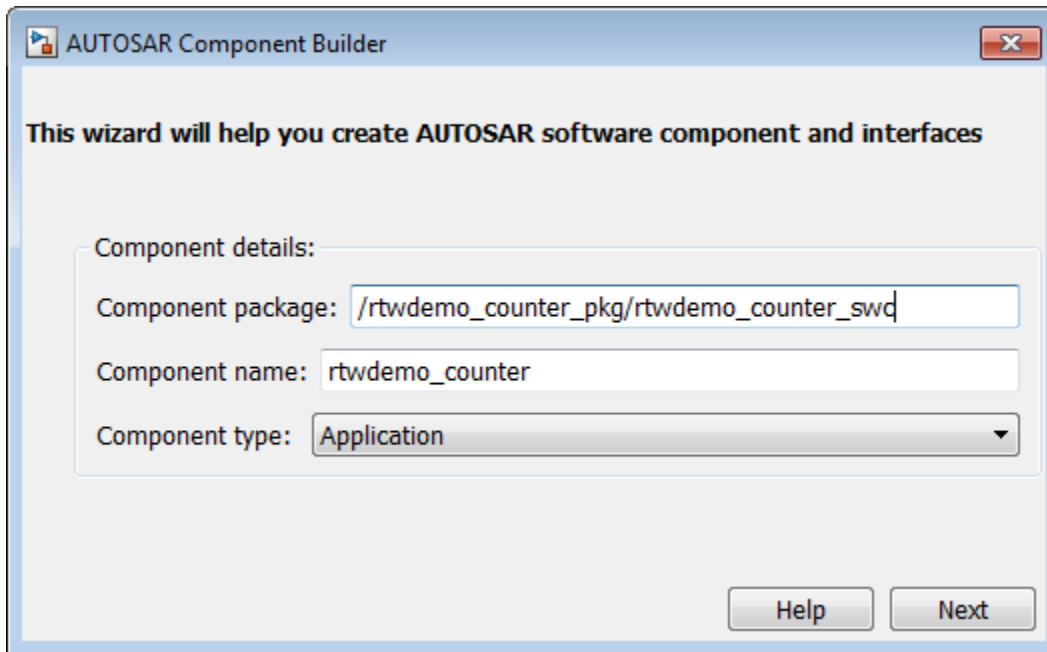 AUTOSAR Component Builder
This wizard will help you create AUTOSAR software component and interfaces
Component details:
Component package: /rtwdemo_counter_pkg/rtwdemo_counter_swc
Component name: rtwdemo_counter
Component type: Application
Help Next